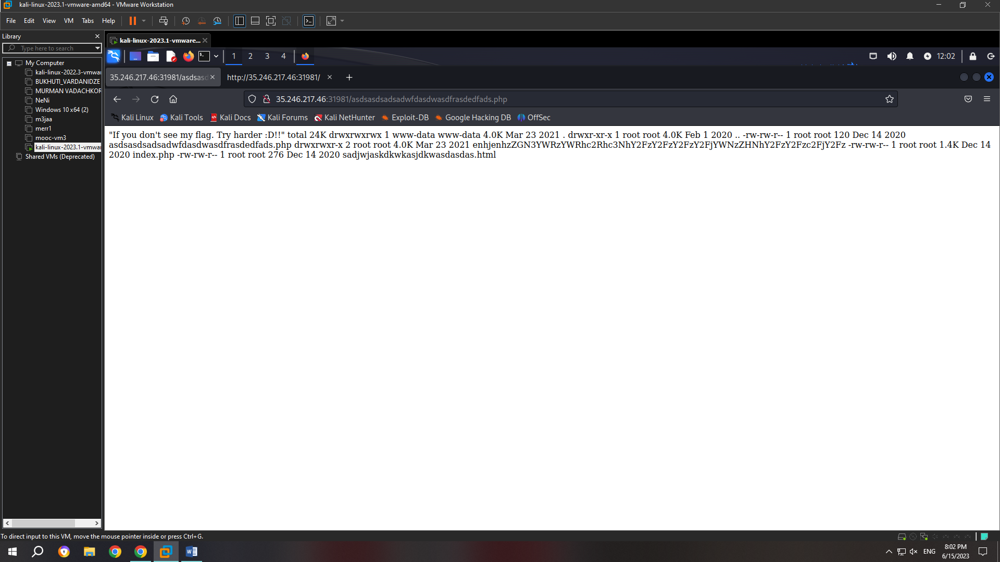 kali-linux-2023.1-vmware-amd64 - VMware Workstation
File Edit View VM Tabs Help
Library
Type here to search
My Computer
kali-linux-2022.3-vmwar
BUKHUTI_VARDANIDZE
MURMAN VADACHKOR
NeNi
Windows 10 x64 (2)
m3jaa
merr1
mooc-vm3
kali-linux-2023.1-vmwar
Shared VMs (Deprecated)
kali-linux-2023.1-vmware...
1 2 3 4
12:02
35.246.217.46:31981/asdsasd
http://35.246.217.46:31981/
35.246.217.46:31981/asdsasdsadsadwfdasdwasdfrasdedfads.php
Kali Linux Kali Tools Kali Docs Kali Forums Kali NetHunter Exploit-DB Google Hacking DB OffSec
"If you don't see my flag. Try harder :D!!" total 24K drwxrwxrwx 1 www-data www-data 4.0K Mar 23 2021 . drwxr-xr-x 1 root root 4.0K Feb 1 2020 .. -rw-rw-r-- 1 root root 120 Dec 14 2020
asdsasdsadsadwfdasdwasdfrasdedfads.php drwxrwxr-x 2 root root 4.0K Mar 23 2021 enhjenhzZGN3YWRzYWRhc2Rhc3NhY2FzY2FzY2FzY2FjYWNzZHNhY2FzY2Fzc2FjY2Fz -rw-rw-r-- 1 root root 1.4K Dec 14
2020 index.php -rw-rw-r-- 1 root root 276 Dec 14 2020 sadjwjaskdkwkasjdkwasdasdas.html
To direct input to this VM, move the mouse pointer inside or press Ctrl+G.
ENG
8:02 PM
6/15/2023